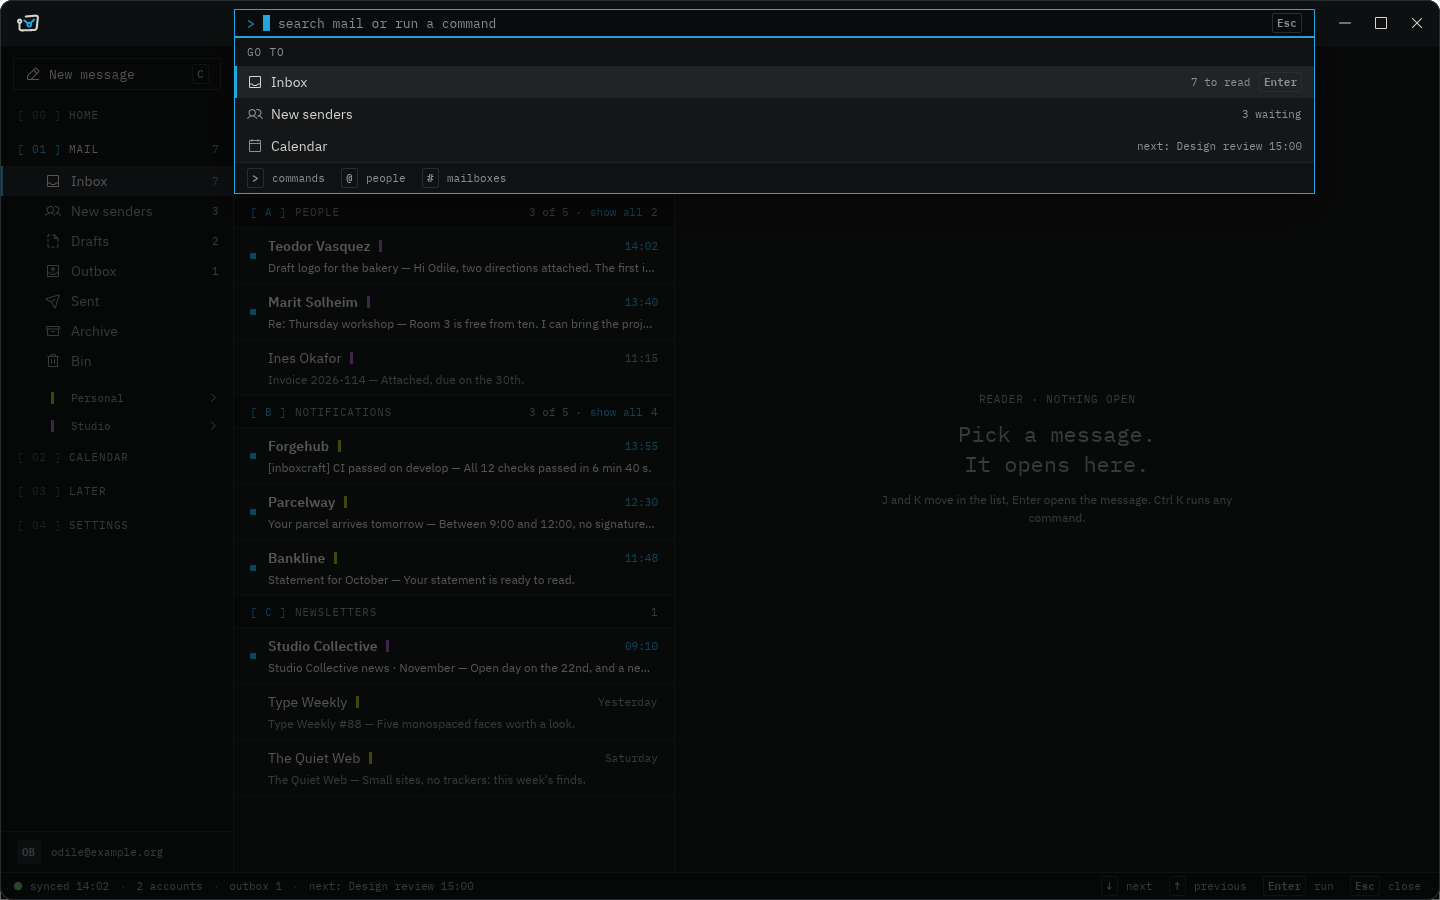 > search mail or run a command Esc
GO TO
Inbox 7 to read Enter
New senders 3 waiting
Calendar next: Design review 15:00
> commands @ people # mailboxes
New message C
[ 00 ] HOME
[ 01 ] MAIL 7
Inbox 7
New senders 3
Drafts 2
Outbox 1
Sent
Archive
Bin
Personal
Studio
[ 02 ] CALENDAR
[ 03 ] LATER
[ 04 ] SETTINGS
OB odile@example.org
[ A ] PEOPLE 3 of 5 · show all 2
Teodor Vasquez 14:02
Draft logo for the bakery — Hi Odile, two directions attached. The first i...
Marit Solheim 13:40
Re: Thursday workshop — Room 3 is free from ten. I can bring the proj...
Ines Okafor 11:15
Invoice 2026-114 — Attached, due on the 30th.
[ B ] NOTIFICATIONS 3 of 5 · show all 4
Forgehub 13:55
[inboxcraft] CI passed on develop — All 12 checks passed in 6 min 40 s.
Parcelway 12:30
Your parcel arrives tomorrow — Between 9:00 and 12:00, no signature...
Bankline 11:48
Statement for October — Your statement is ready to read.
[ C ] NEWSLETTERS 1
Studio Collective 09:10
Studio Collective news · November — Open day on the 22nd, and a ne...
Type Weekly Yesterday
Type Weekly #88 — Five monospaced faces worth a look.
The Quiet Web Saturday
The Quiet Web — Small sites, no trackers: this week's finds.
READER · NOTHING OPEN
Pick a message.
It opens here.
J and K move in the list, Enter opens the message. Ctrl K runs any
command.
synced 14:02 · 2 accounts · outbox 1 · next: Design review 15:00
↓ next ↑ previous Enter run Esc close